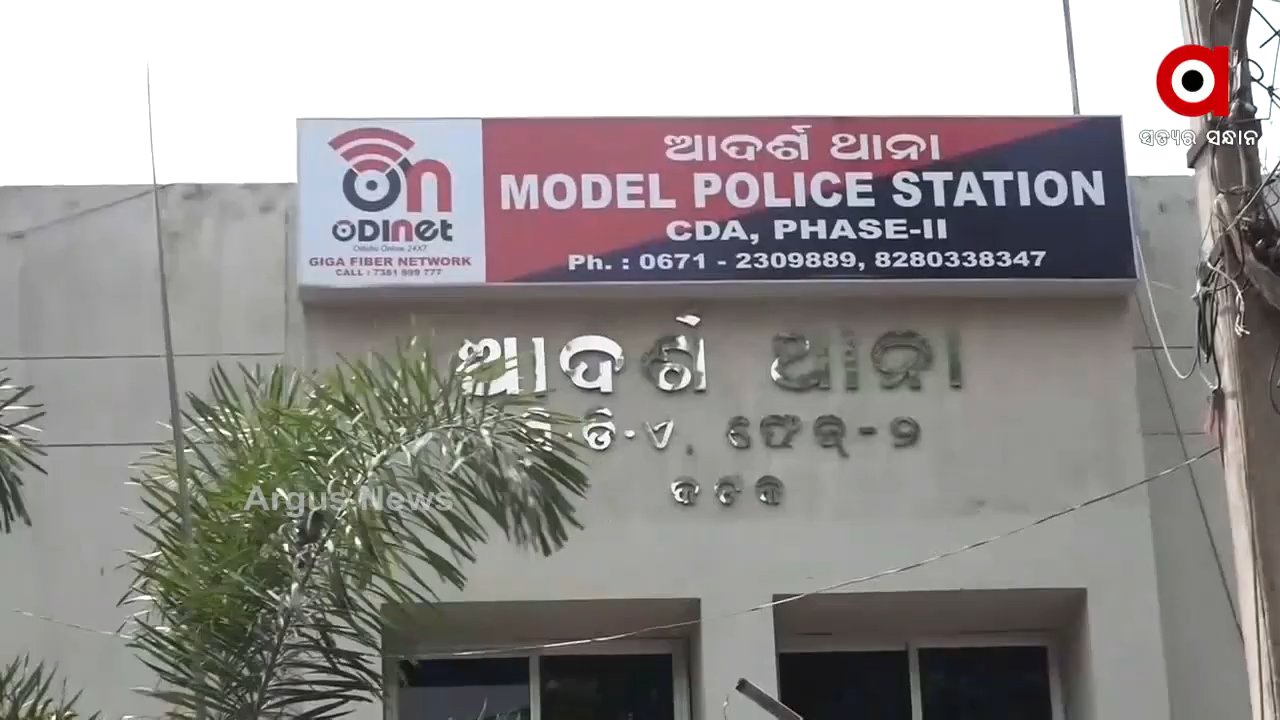 ସତ୍ୟର ସନ୍ଧାନ
ON
ODINet
Odisha Online 24X7
GIGA FIBER NETWORK
CALL : 7381 999 777
ଆଦର୍ଶ ଥାନା
MODEL POLICE STATION
CDA, PHASE-II
Ph. : 0671 - 2309889, 8280338347
ଆଦର୍ଶ ଥାନା
ସି-ଡି-ଏ, ଫେଜ୍-୨
କଟକ
Argus News